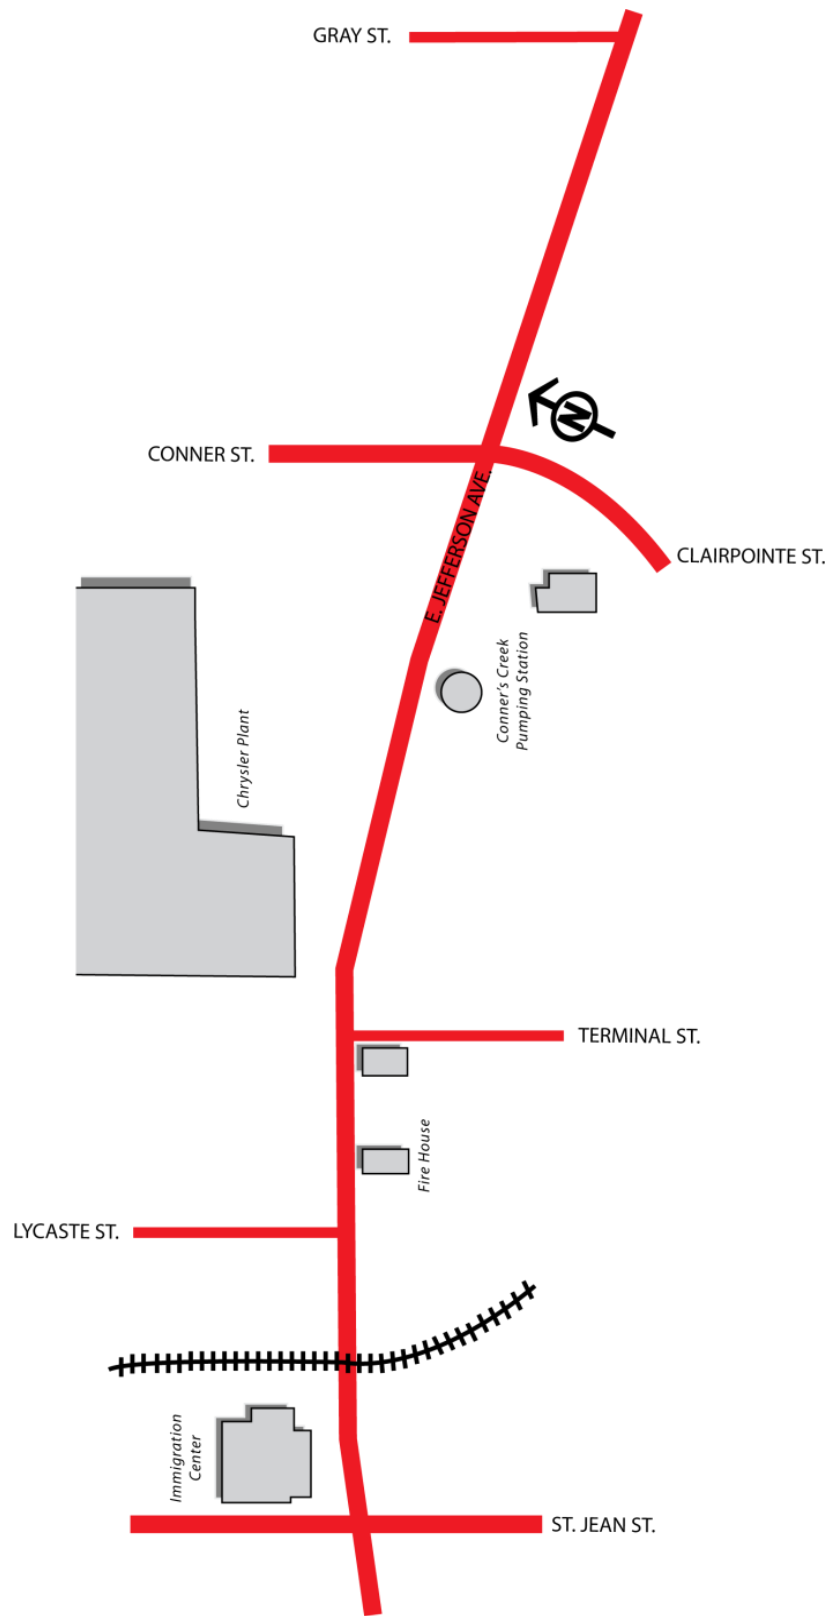 GRAY ST.
N
CONNER ST.
E. JEFFERSON AVE.
CLAIRPOINTE ST.
Conner's Creek
Pumping Station
Chrysler Plant
TERMINAL ST.
Fire House
LYCASTE ST.
Immigration
Center
ST. JEAN ST.